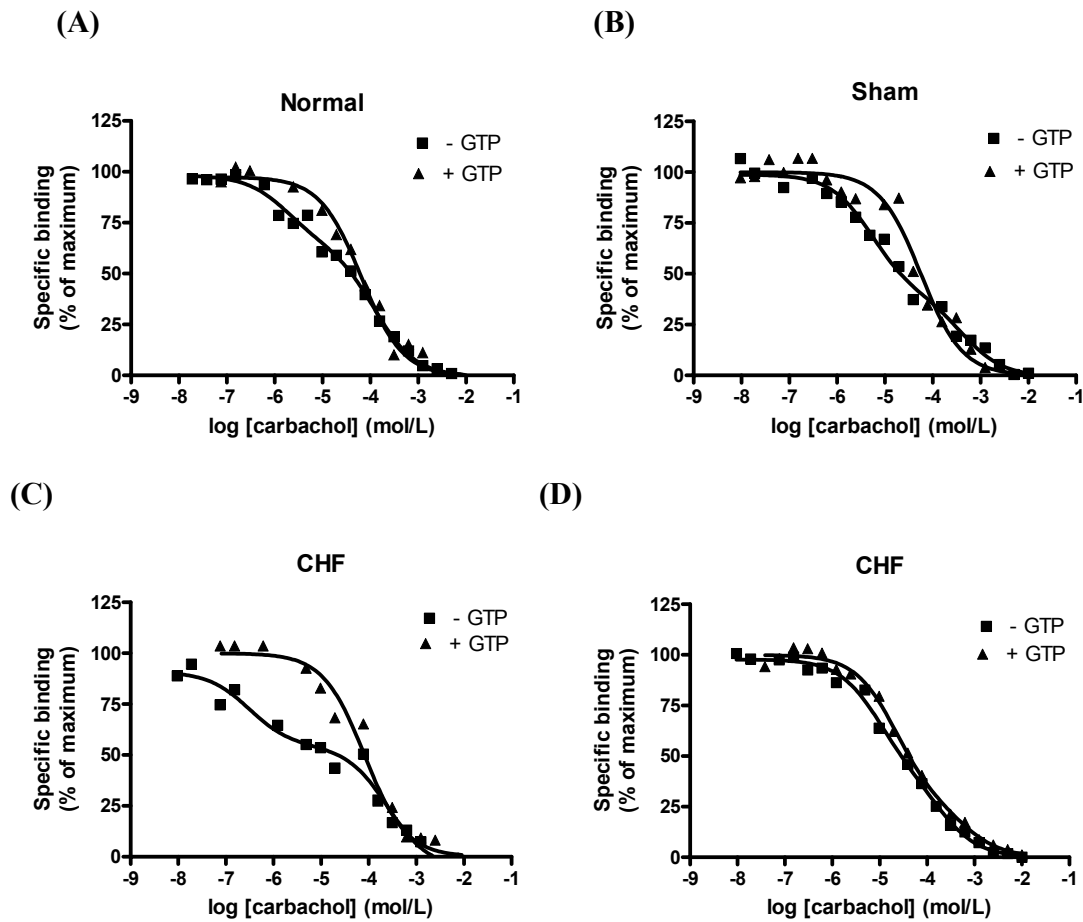 (A)
Normal
125
100
75
50
25
0
Specific binding
(% of maximum)
- GTP
+ GTP
-8 -7 -6 -5 -4 -3 -2 -1
log [carbachol] (mol/L)
(B)
Sham
125
100
75
50
25
0
Specific binding
(% of maximum)
- GTP
+ GTP
-9 -8 -7 -6 -5 -4 -3 -2 -1
log [carbachol] (mol/L)
(C)
CHF
125
100
75
50
25
0
Specific binding
(% of maximum)
- GTP
+ GTP
-9 -8 -7 -6 -5 -4 -3 -2 -1
log [carbachol] (mol/L)
(D)
CHF
125
100
75
50
25
0
Specific binding
(% of maximum)
- GTP
+ GTP
-9 -8 -7 -6 -5 -4 -3 -2 -1
log [carbachol] (mol/L)